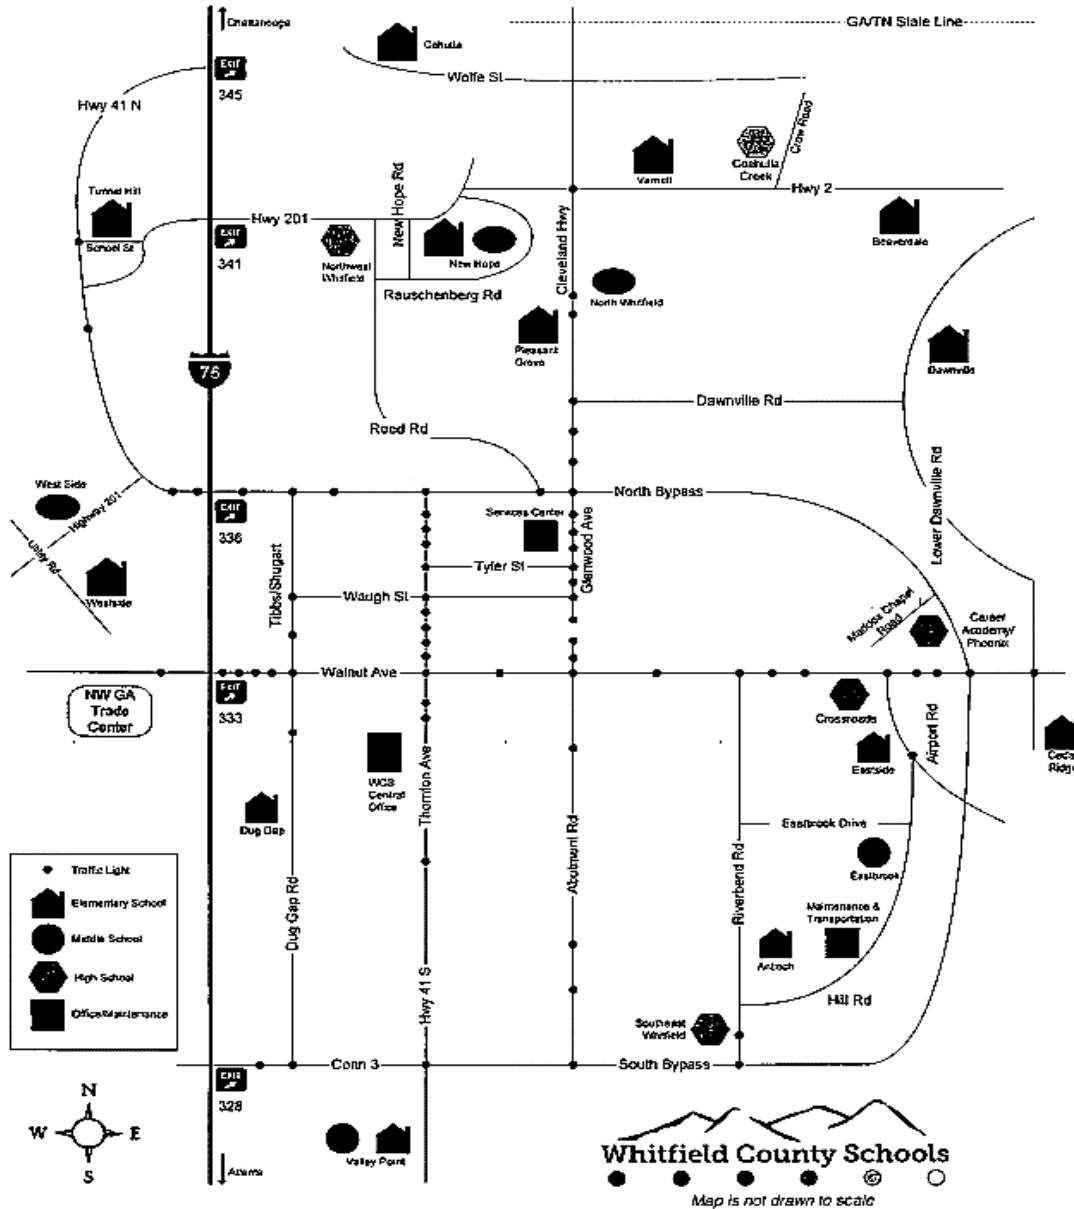 Chattanooga
GA/TN State Line
Cohutta
Wolfe St
EXIT
345
Hwy 41 N
Crow Road
Varnell
Coahulla
Creek
Hwy 2
New Hope Rd
Tunnel Hill
School St
Hwy 201
EXIT
341
Northwest
Whitfield
New Hope
Rauschenberg Rd
Cleveland Hwy
Beaverdale
North Whitfield
Pleasant
Grove
Dawnville
75
Dawnville Rd
Reed Rd
Lower Dawnville Rd
West Side
Highway 201
Utility Rd
Westside
EXIT
336
North Bypass
Services Center
Glenwood Ave
Tyler St
Tibbs/Shugart
Waugh St
Maddox Chapel
Road
Career
Academy/
Phoenix
Walnut Ave
NW GA
Trade
Center
EXIT
333
Crossroads
Airport Rd
Eastside
Cedar
Ridge
WCS
Central
Office
Thornton Ave
Dug Gap
Abutment Rd
Eastbrook Drive
Eastbrook
Riverbend Rd
Dug Gap Rd
Maintenance &
Transportation
Antioch
Hill Rd
Hwy 41 S
Traffic Light
Elementary School
Middle School
High School
Office/Maintenance
Southeast
Whitfield
Conn 3
South Bypass
EXIT
328
N
W E
S
Atlanta
Valley Point
Whitfield County Schools
Map is not drawn to scale